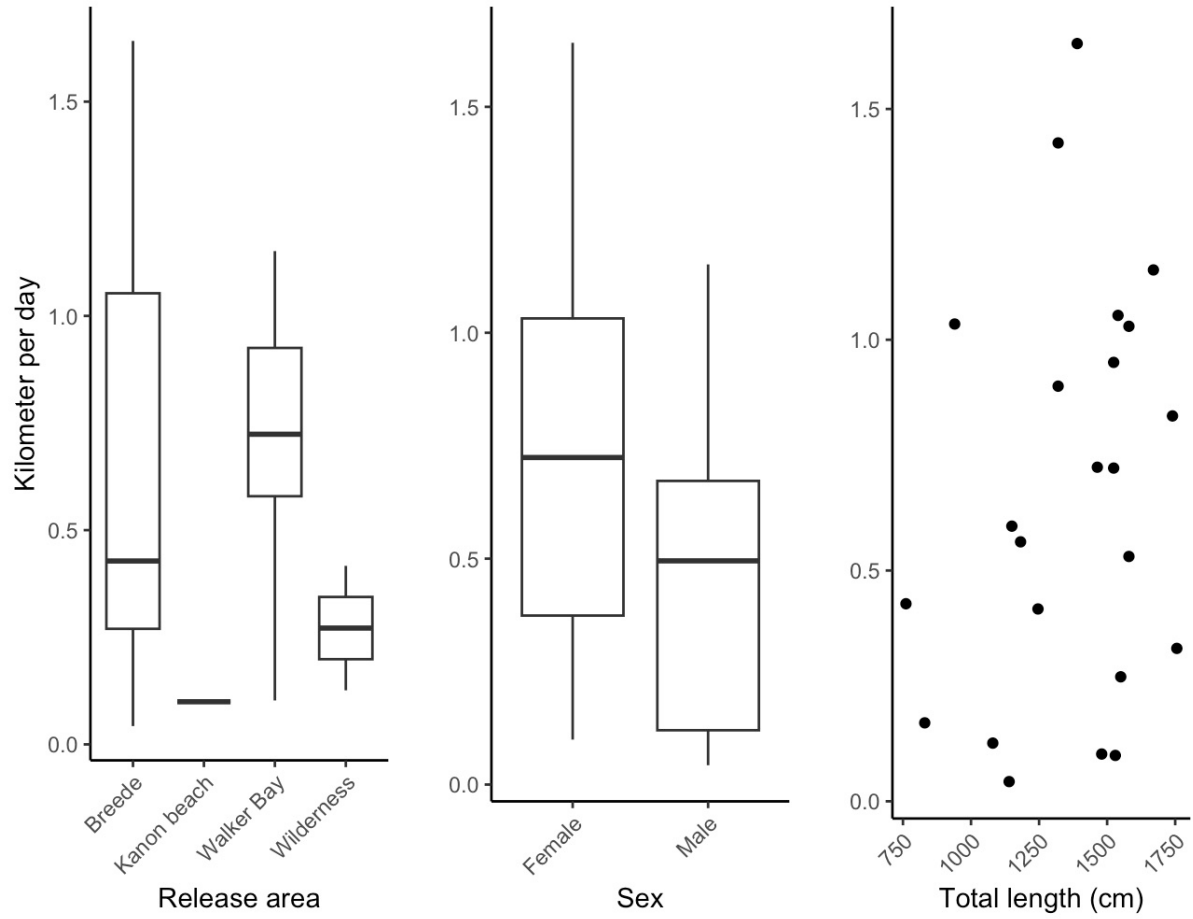 Kilometer per day
1.5
1.0
0.5
0.0
Breede
Kanon beach
Walker Bay
Wilderness
Release area
1.5
1.0
0.5
0.0
Female
Male
Sex
1.5
1.0
0.5
0.0
750
1000
1250
1500
1750
Total length (cm)